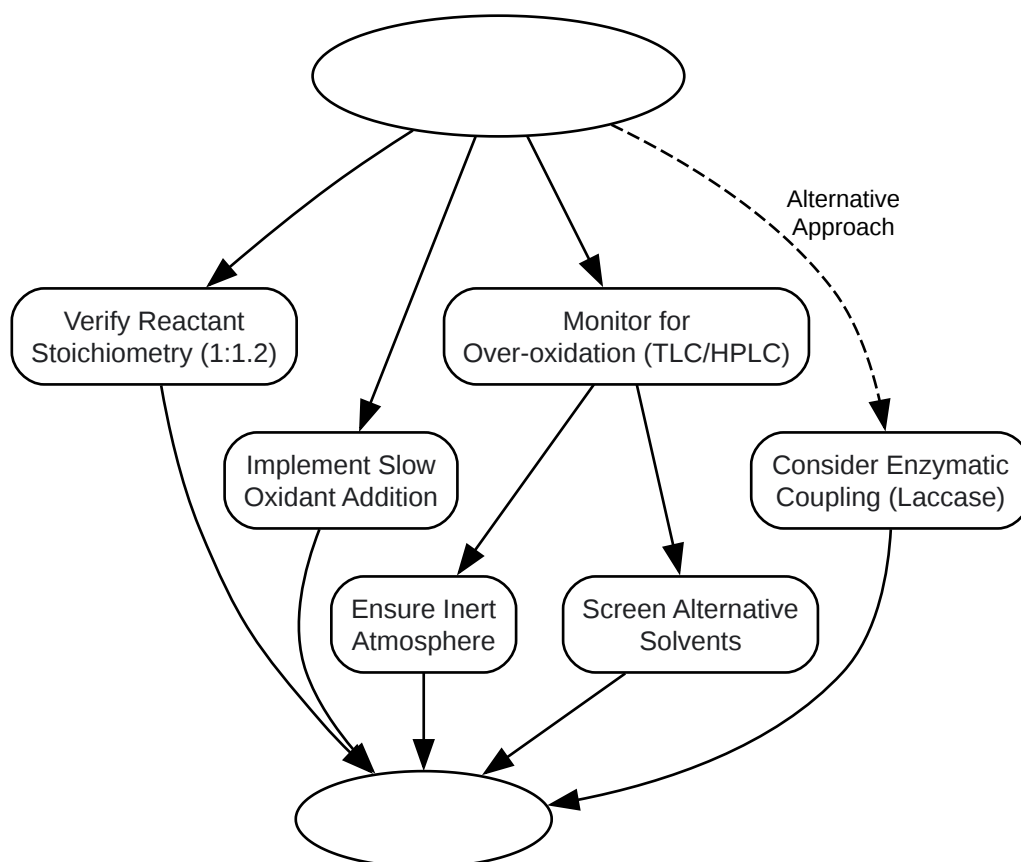 Alternative
Approach
Verify Reactant
Stoichiometry (1:1.2)
Monitor for
Over-oxidation (TLC/HPLC)
Implement Slow
Oxidant Addition
Consider Enzymatic
Coupling (Laccase)
Ensure Inert
Atmosphere
Screen Alternative
Solvents